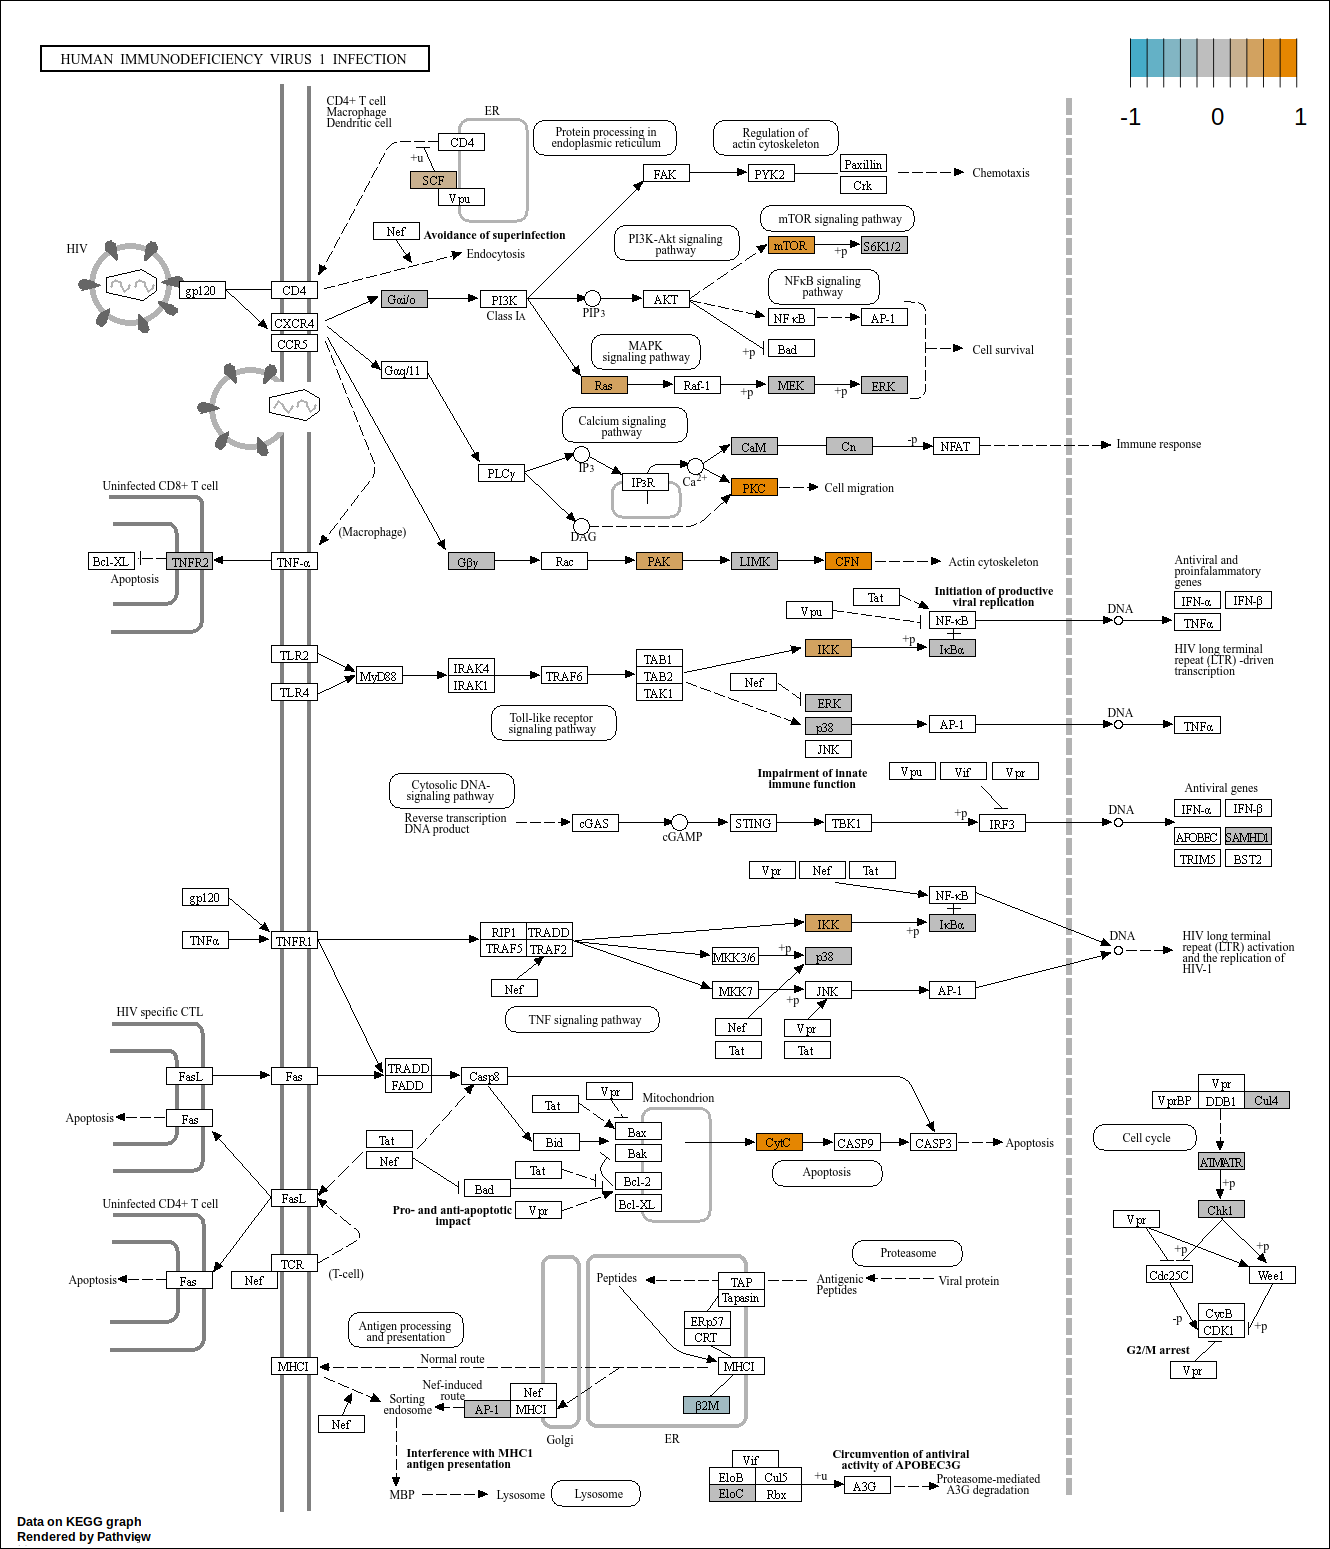 HUMAN IMMUNODEFICIENCY VIRUS 1 INFECTION
-1 0 1
CD4+ T cell
Macrophage
Dendritic cell
ER
CD4
+u
SCF
Vpu
Protein processing in
endoplasmic reticulum
Regulation of
actin cytoskeleton
FAK
PYK2
Paxillin
Crk
Chemotaxis
Nef
Avoidance of superinfection
Endocytosis
PI3K-Akt signaling
pathway
mTOR signaling pathway
mTOR
+p
S6K1/2
HIV
gp120
CD4
CXCR4
CCR5
Gαi/o
PI3K
Class IA
PIP3
AKT
NFκB signaling
pathway
NFκB
AP-1
+p
Bad
Cell survival
MAPK
signaling pathway
Gαq/11
Ras
Raf-1
+p
MEK
+p
ERK
Calcium signaling
pathway
PLCγ
IP3
IP3R
Ca2+
CaM
Cn
-p
NFAT
Immune response
PKC
Cell migration
DAG
Uninfected CD8+ T cell
(Macrophage)
Bcl-XL
TNFR2
TNF-α
Apoptosis
Gβγ
Rac
PAK
LIMK
CFN
Actin cytoskeleton
Antiviral and
proinfalammatory
genes
IFN-α
IFN-β
TNFα
Initiation of productive
viral replication
Tat
Vpu
NF-κB
+p
IκBα
DNA
HIV long terminal
repeat (LTR) -driven
transcription
TLR2
TLR4
MyD88
IRAK4
IRAK1
TRAF6
TAB1
TAB2
TAK1
IKK
Nef
ERK
p38
JNK
AP-1
DNA
TNFα
Toll-like receptor
signaling pathway
Impairment of innate
immune function
Vpu
Vif
Vpr
Cytosolic DNA-
signaling pathway
Reverse transcription
DNA product
cGAS
cGAMP
STING
TBK1
+p
IRF3
DNA
Antiviral genes
IFN-α
IFN-β
APOBEC
SAMHD1
TRIM5
BST2
Vpr
Nef
Tat
gp120
TNFα
TNFR1
RIP1
TRADD
TRAF5
TRAF2
Nef
IKK
+p
NF-κB
IκBα
MKK3/6
+p
p38
MKK7
+p
JNK
AP-1
DNA
HIV long terminal
repeat (LTR) activation
and the replication of
HIV-1
TNF signaling pathway
Nef
Tat
Vpr
Tat
HIV specific CTL
FasL
Fas
Fas
Apoptosis
TRADD
FADD
Casp8
Vpr
Tat
Mitochondrion
Bax
Bak
Bcl-2
Bcl-XL
Bid
Tat
Nef
Tat
Bad
Vpr
Pro- and anti-apoptotic
impact
CytC
CASP9
CASP3
Apoptosis
Apoptosis
Vpr
VprBP
DDB1
Cul4
Cell cycle
ATM/ATR
+p
Chk1
Vpr
+p
+p
Cdc25C
Wee1
-p
CycB
CDK1
+p
G2/M arrest
Vpr
FasL
Uninfected CD4+ T cell
TCR
(T-cell)
Apoptosis
Fas
Nef
Proteasome
Peptides
TAP
Tapasin
Antigenic
Peptides
Viral protein
ERp57
CRT
Antigen processing
and presentation
MHCI
Normal route
MHCI
Nef-induced
route
Sorting
endosome
AP-1
Nef
MHCI
β2M
Nef
Golgi
ER
Interference with MHC1
antigen presentation
MBP
Lysosome
Lysosome
Circumvention of antiviral
activity of APOBEC3G
Vif
EloB
Cul5
EloC
Rbx
+u
A3G
Proteasome-mediated
A3G degradation
Data on KEGG graph
Rendered by Pathview